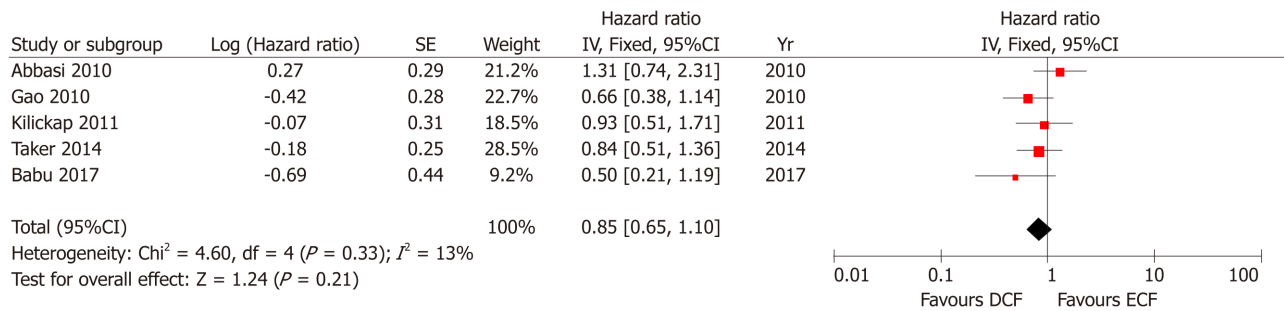 Hazard ratio Hazard ratio
Study or subgroup Log (Hazard ratio) SE Weight IV, Fixed, 95%CI Yr IV, Fixed, 95%CI
Abbasi 2010 0.27 0.29 21.2% 1.31 [0.74, 2.31] 2010
Gao 2010 -0.42 0.28 22.7% 0.66 [0.38, 1.14] 2010
Kilickap 2011 -0.07 0.31 18.5% 0.93 [0.51, 1.71] 2011
Taker 2014 -0.18 0.25 28.5% 0.84 [0.51, 1.36] 2014
Babu 2017 -0.69 0.44 9.2% 0.50 [0.21, 1.19] 2017
Total (95%CI) 100% 0.85 [0.65, 1.10]
Heterogeneity: Chi² = 4.60, df = 4 (P = 0.33); I² = 13%
Test for overall effect: Z = 1.24 (P = 0.21)
0.01 0.1 1 10 100
Favours DCF Favours ECF